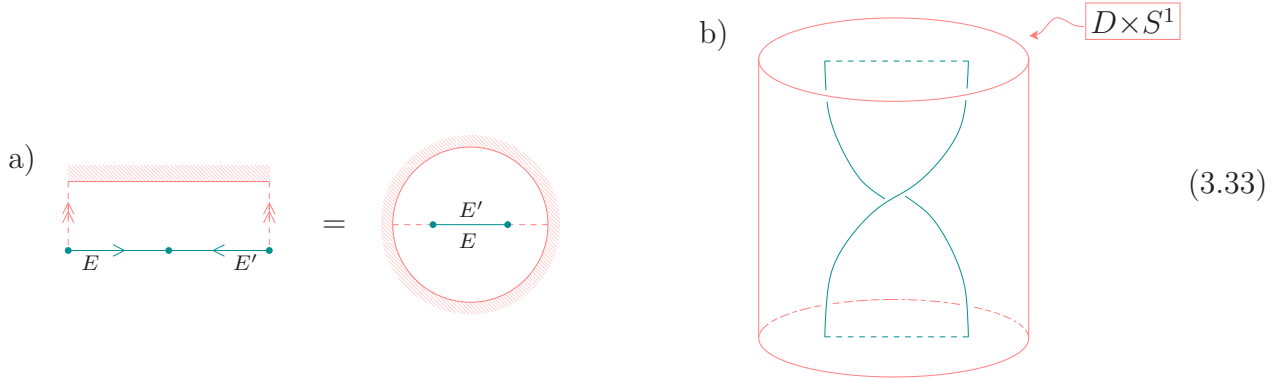 a)
E
E′
=
E′
E
b)
D×S¹
(3.33)